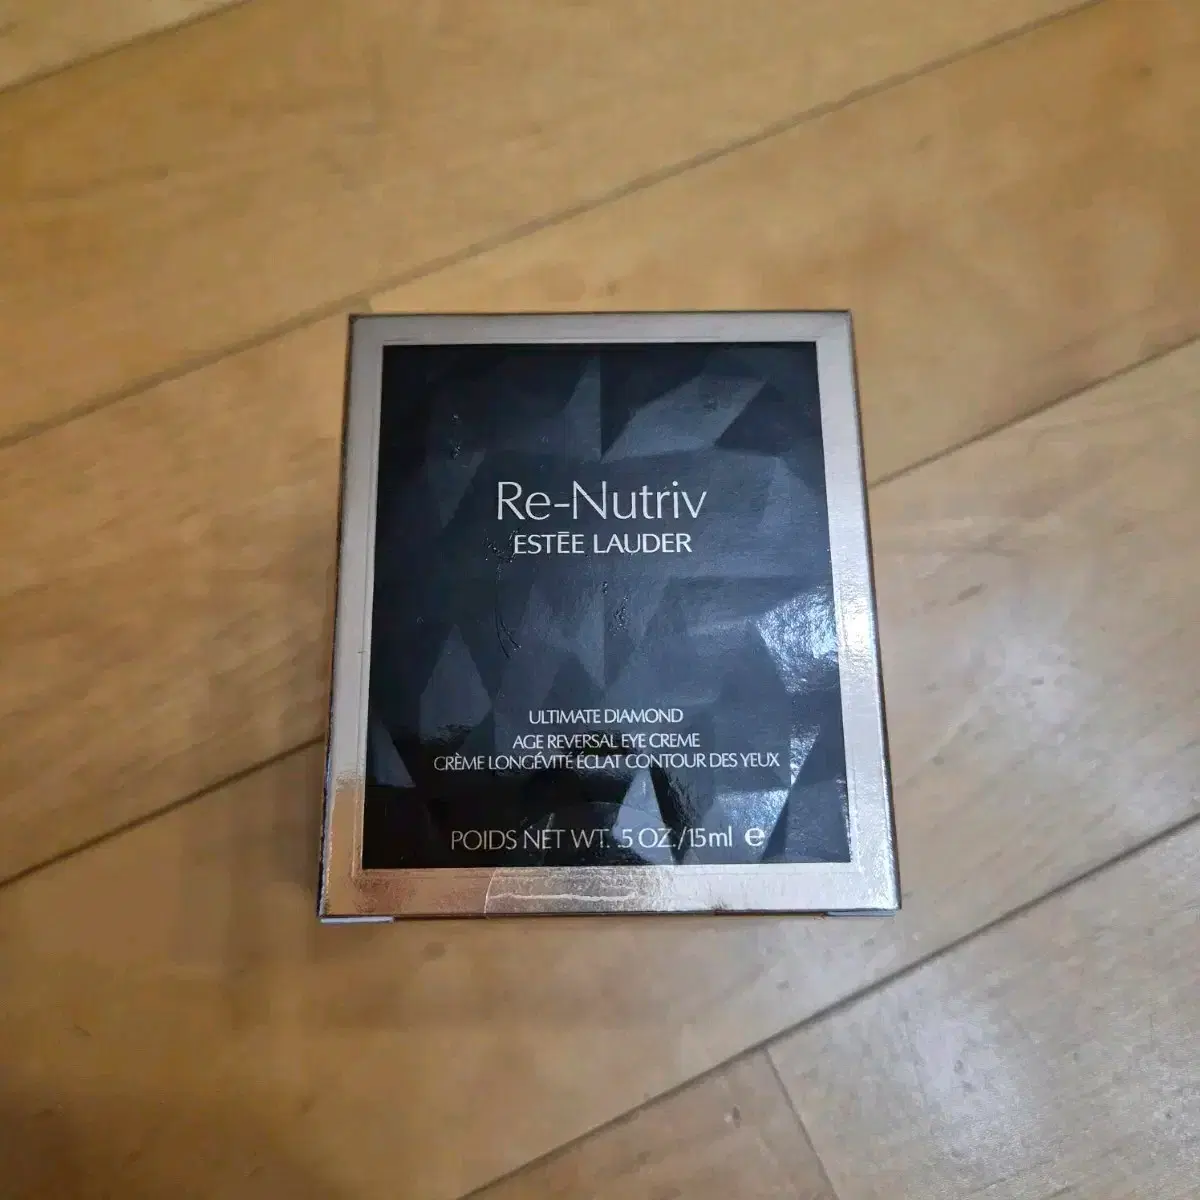 Re-Nutriv
ESTĒE LAUDER
ULTIMATE DIAMOND
AGE REVERSAL EYE CREME
CRÈME LONGÉVITÉ ÉCLAT CONTOUR DES YEUX
POIDS NET WT. .5 OZ./15ml ℮